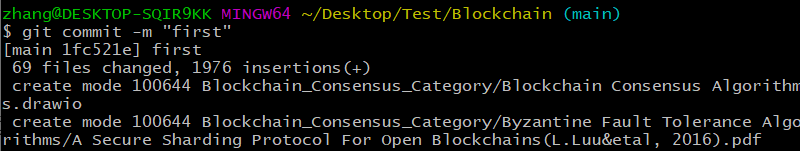 zhang@DESKTOP-SQIR9KK MINGW64 ~/Desktop/Test/Blockchain (main)
$ git commit -m "first"
[main 1fc521e] first
 69 files changed, 1976 insertions(+)
 create mode 100644 Blockchain_Consensus_Category/Blockchain Consensus Algorithm
s.drawio
 create mode 100644 Blockchain_Consensus_Category/Byzantine Fault Tolerance Algo
rithms/A Secure Sharding Protocol For Open Blockchains(L.Luu&etal, 2016).pdf